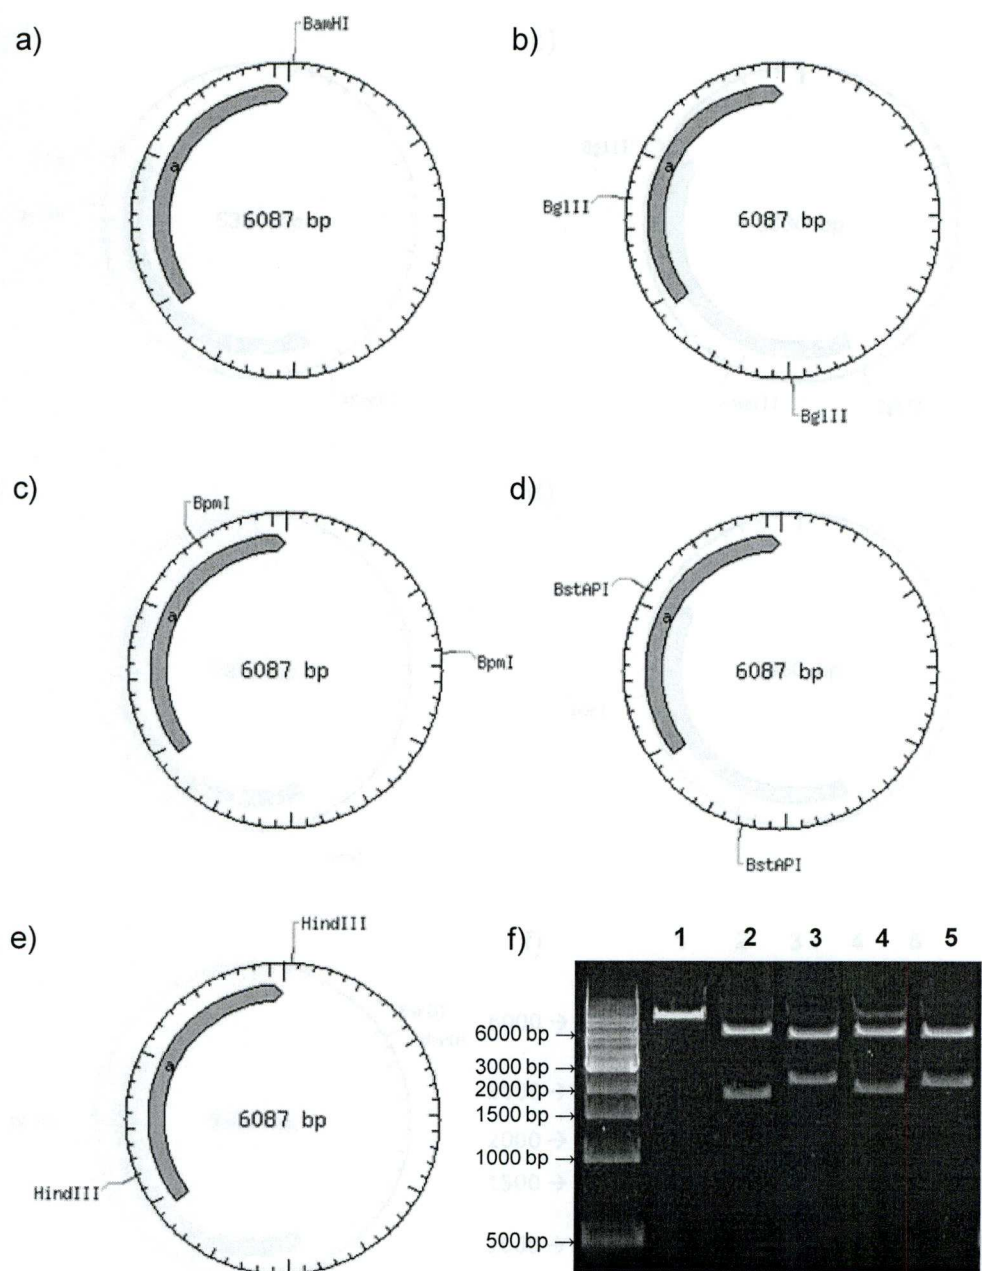 a)
BamHI
a
6087 bp
b)
BglII
a
6087 bp
BglII
c)
BpmI
a
6087 bp
BpmI
d)
BstAPI
a
6087 bp
BstAPI
e)
HindIII
a
6087 bp
HindIII
f)
1 2 3 4 5
6000 bp →
3000 bp →
2000 bp →
1500 bp →
1000 bp →
500 bp →